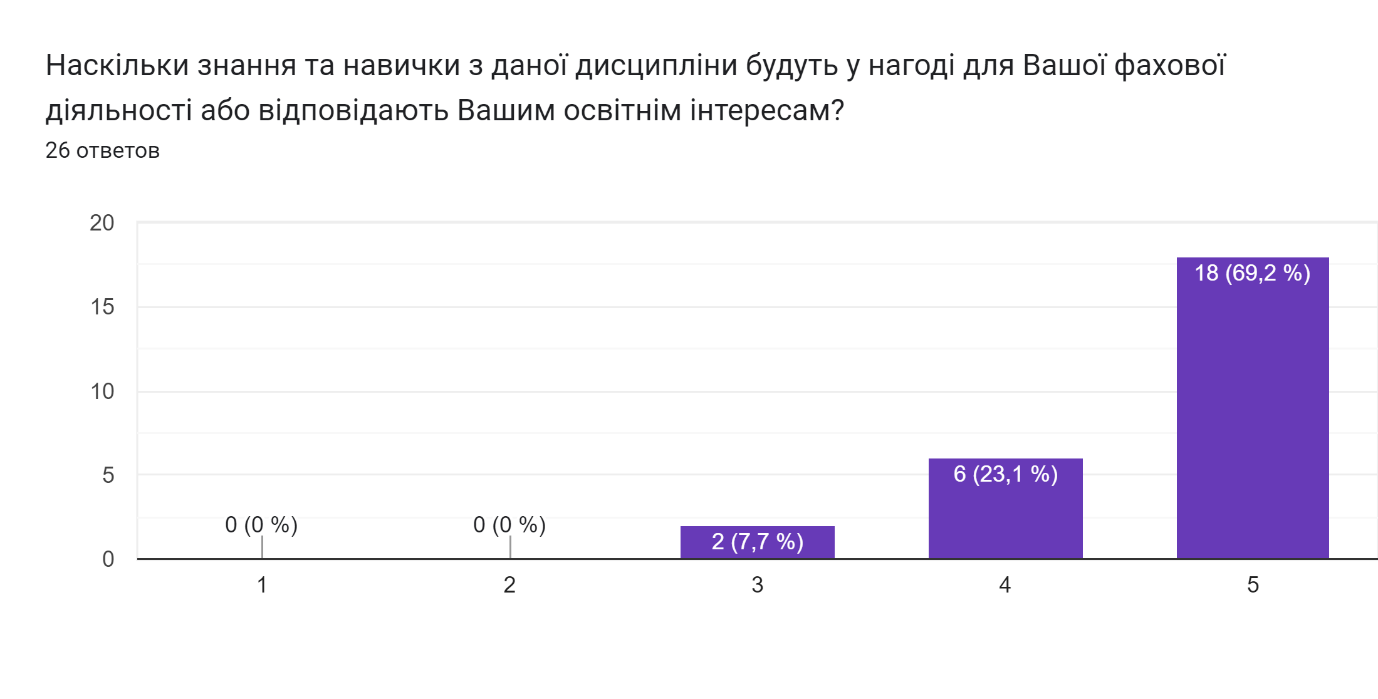 Наскільки знання та навички з даної дисципліни будуть у нагоді для Вашої фахової
діяльності або відповідають Вашим освітнім інтересам?
26 ответов
20
15
10
5
0
0 (0 %)
0 (0 %)
2 (7,7 %)
6 (23,1 %)
18 (69,2 %)
1
2
3
4
5